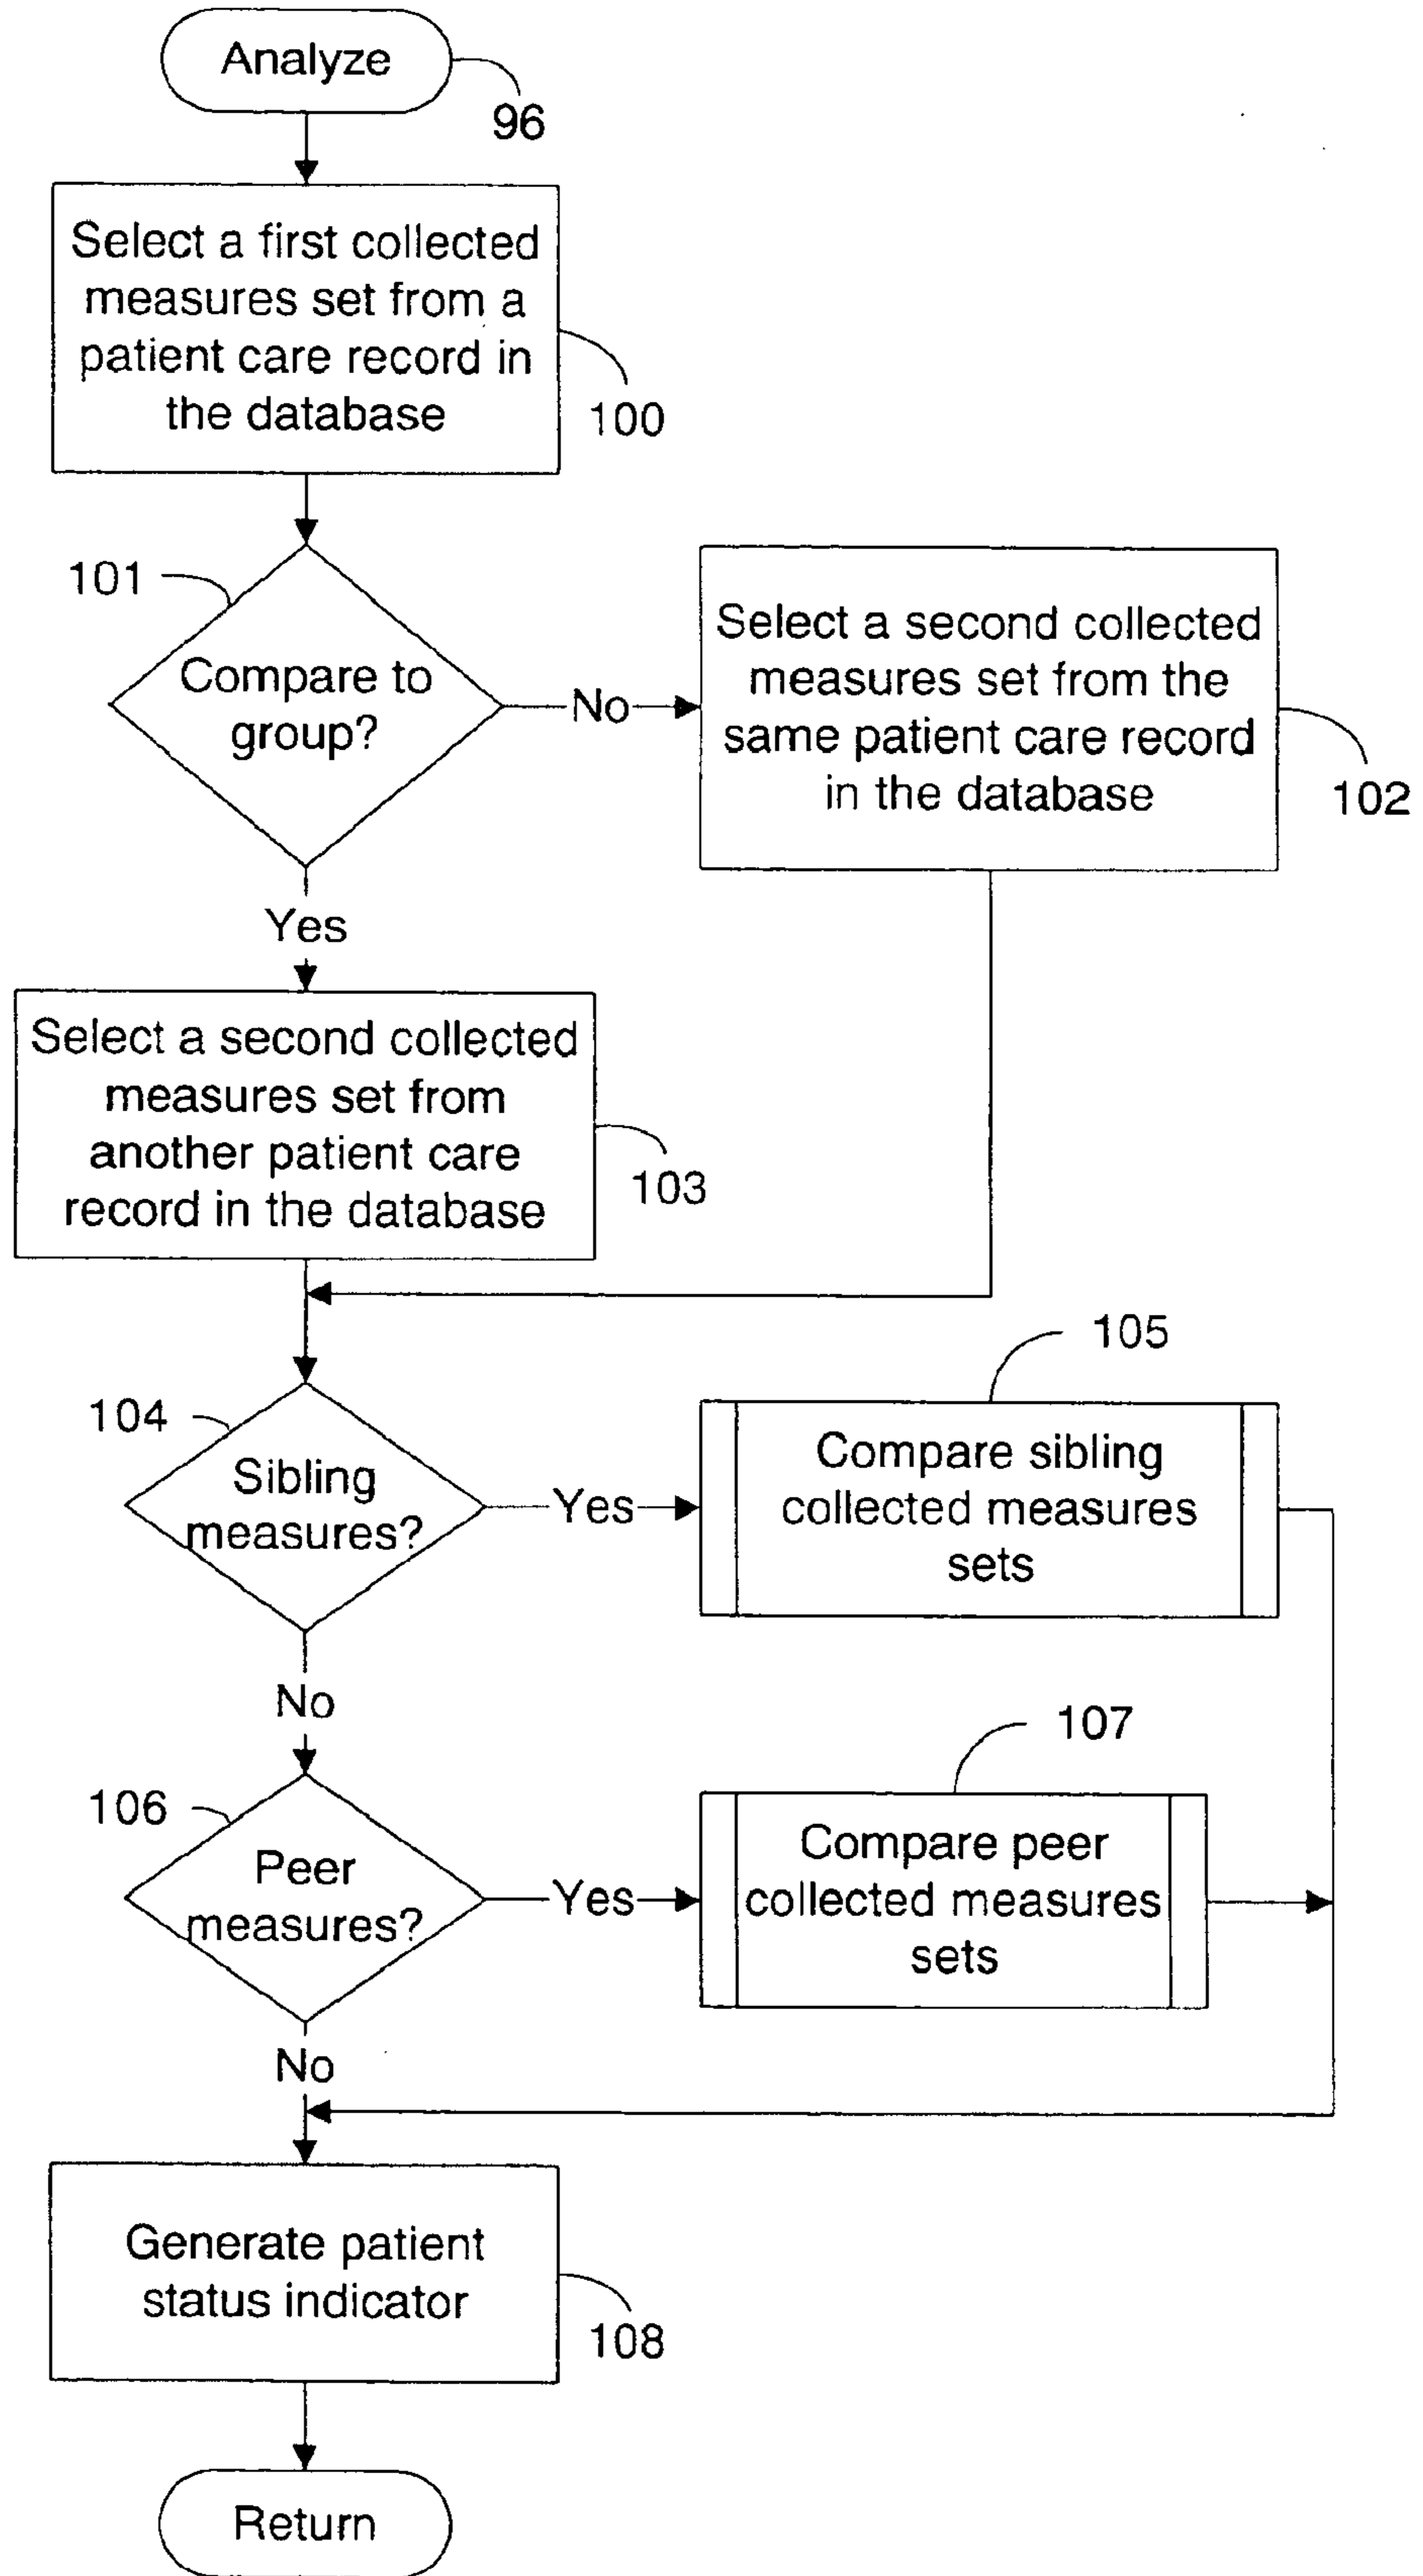 Analyze
96
Select a first collected
measures set from a
patient care record in
the database
100
101
Compare to
group?
No
Select a second collected
measures set from the
same patient care record
in the database
102
Yes
Select a second collected
measures set from
another patient care
record in the database
103
104
Sibling
measures?
Yes
105
Compare sibling
collected measures
sets
No
106
Peer
measures?
Yes
107
Compare peer
collected measures
sets
No
Generate patient
status indicator
108
Return